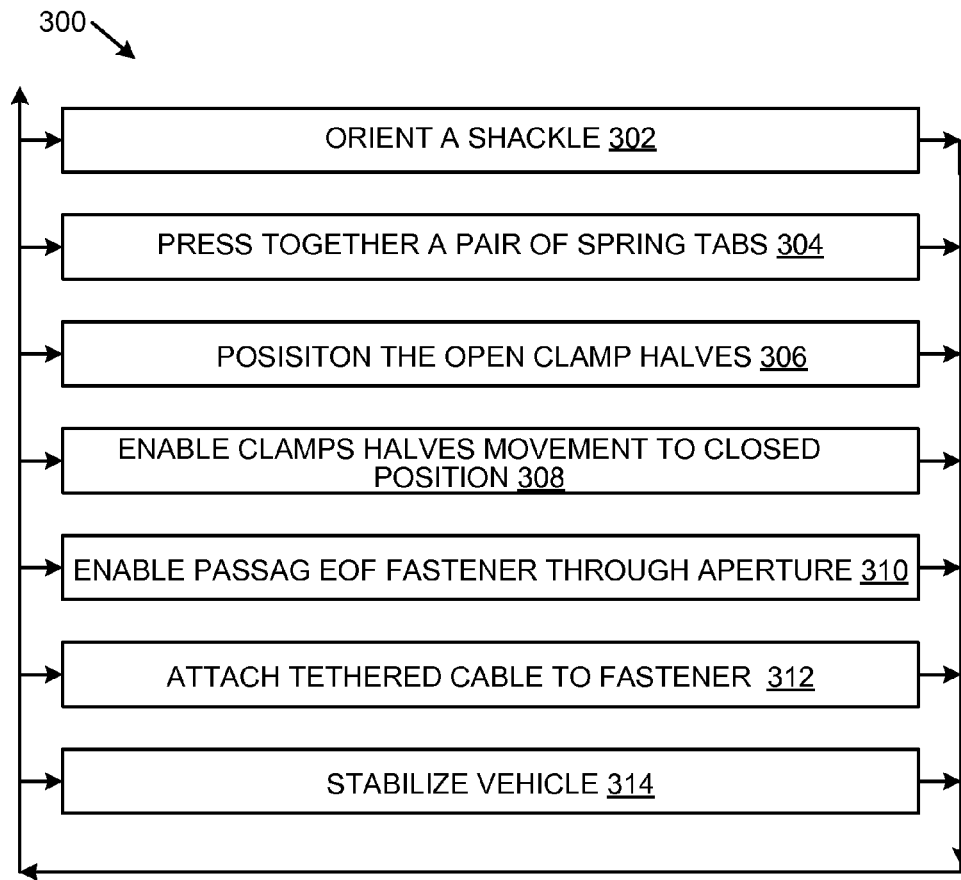 300
ORIENT A SHACKLE 302
PRESS TOGETHER A PAIR OF SPRING TABS 304
POSISITON THE OPEN CLAMP HALVES 306
ENABLE CLAMPS HALVES MOVEMENT TO CLOSED
POSITION 308
ENABLE PASSAG EOF FASTENER THROUGH APERTURE 310
ATTACH TETHERED CABLE TO FASTENER 312
STABILIZE VEHICLE 314